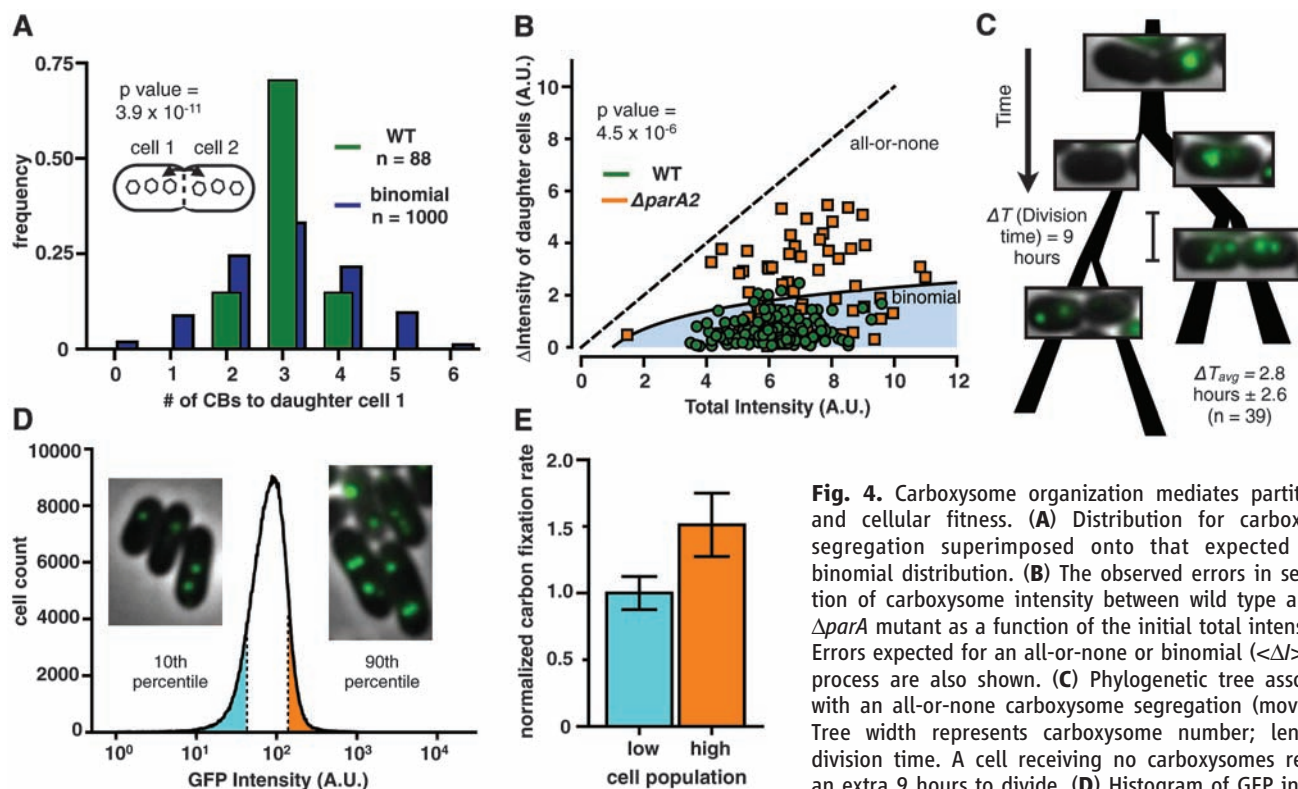 A
0.75
0.50
0.25
0
frequency
p value =
3.9 x 10⁻¹¹
cell 1 cell 2
WT
n = 88
binomial
n = 1000
0 1 2 3 4 5 6
# of CBs to daughter cell 1
B
ΔIntensity of daughter cells (A.U.)
10
8
6
4
2
0
p value =
4.5 x 10⁻⁶
WT
ΔparA2
all-or-none
binomial
0 2 4 6 8 10 12
Total Intensity (A.U.)
C
Time
ΔT (Division
time) = 9
hours
ΔTavg = 2.8
hours ± 2.6
(n = 39)
D
10000
8000
6000
4000
2000
0
cell count
10th
percentile
90th
percentile
10⁰ 10¹ 10² 10³ 10⁴
GFP Intensity (A.U.)
E
normalized carbon fixation rate
2.0
1.5
1.0
0.5
0
low high
cell population
Fig. 4. Carboxysome organization mediates partit
and cellular fitness. (A) Distribution for carbox
segregation superimposed onto that expected
binomial distribution. (B) The observed errors in se
tion of carboxysome intensity between wild type a
ΔparA mutant as a function of the initial total intens
Errors expected for an all-or-none or binomial (<ΔI>
process are also shown. (C) Phylogenetic tree asso
with an all-or-none carboxysome segregation (mov
Tree width represents carboxysome number; len
division time. A cell receiving no carboxysomes re
an extra 9 hours to divide. (D) Histogram of GFP in